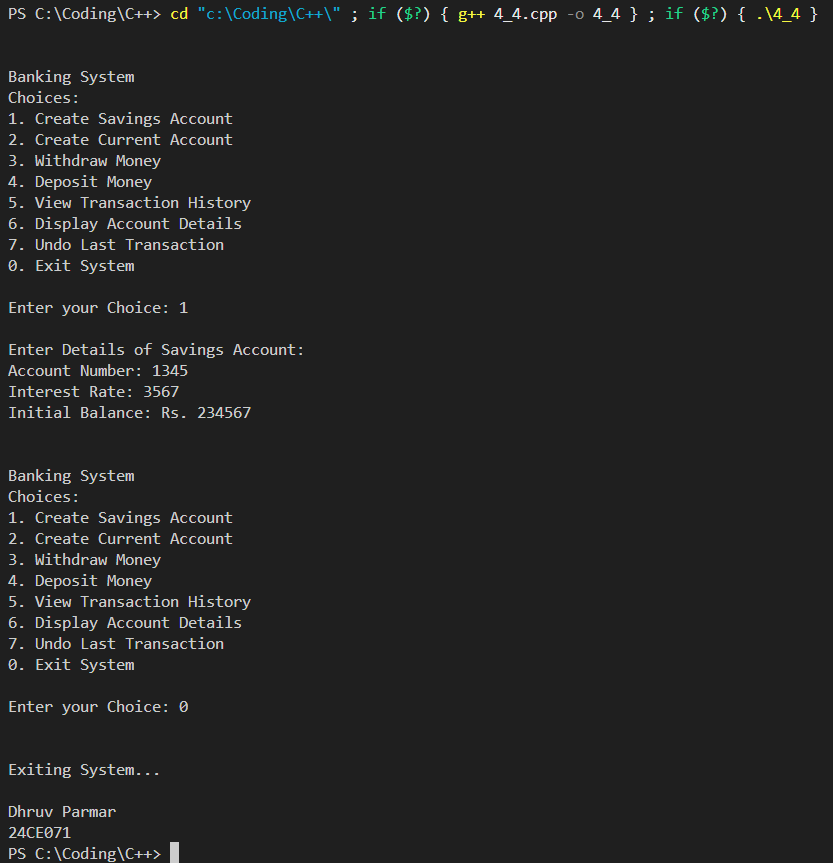 PS C:\Coding\C++> cd "c:\Coding\C++\" ; if ($?) { g++ 4_4.cpp -o 4_4 } ; if ($?) { .\4_4 }
Banking System
Choices:
1. Create Savings Account
2. Create Current Account
3. Withdraw Money
4. Deposit Money
5. View Transaction History
6. Display Account Details
7. Undo Last Transaction
0. Exit System
Enter your Choice: 1
Enter Details of Savings Account:
Account Number: 1345
Interest Rate: 3567
Initial Balance: Rs. 234567
Banking System
Choices:
1. Create Savings Account
2. Create Current Account
3. Withdraw Money
4. Deposit Money
5. View Transaction History
6. Display Account Details
7. Undo Last Transaction
0. Exit System
Enter your Choice: 0
Exiting System...
Dhruv Parmar
24CE071
PS C:\Coding\C++>